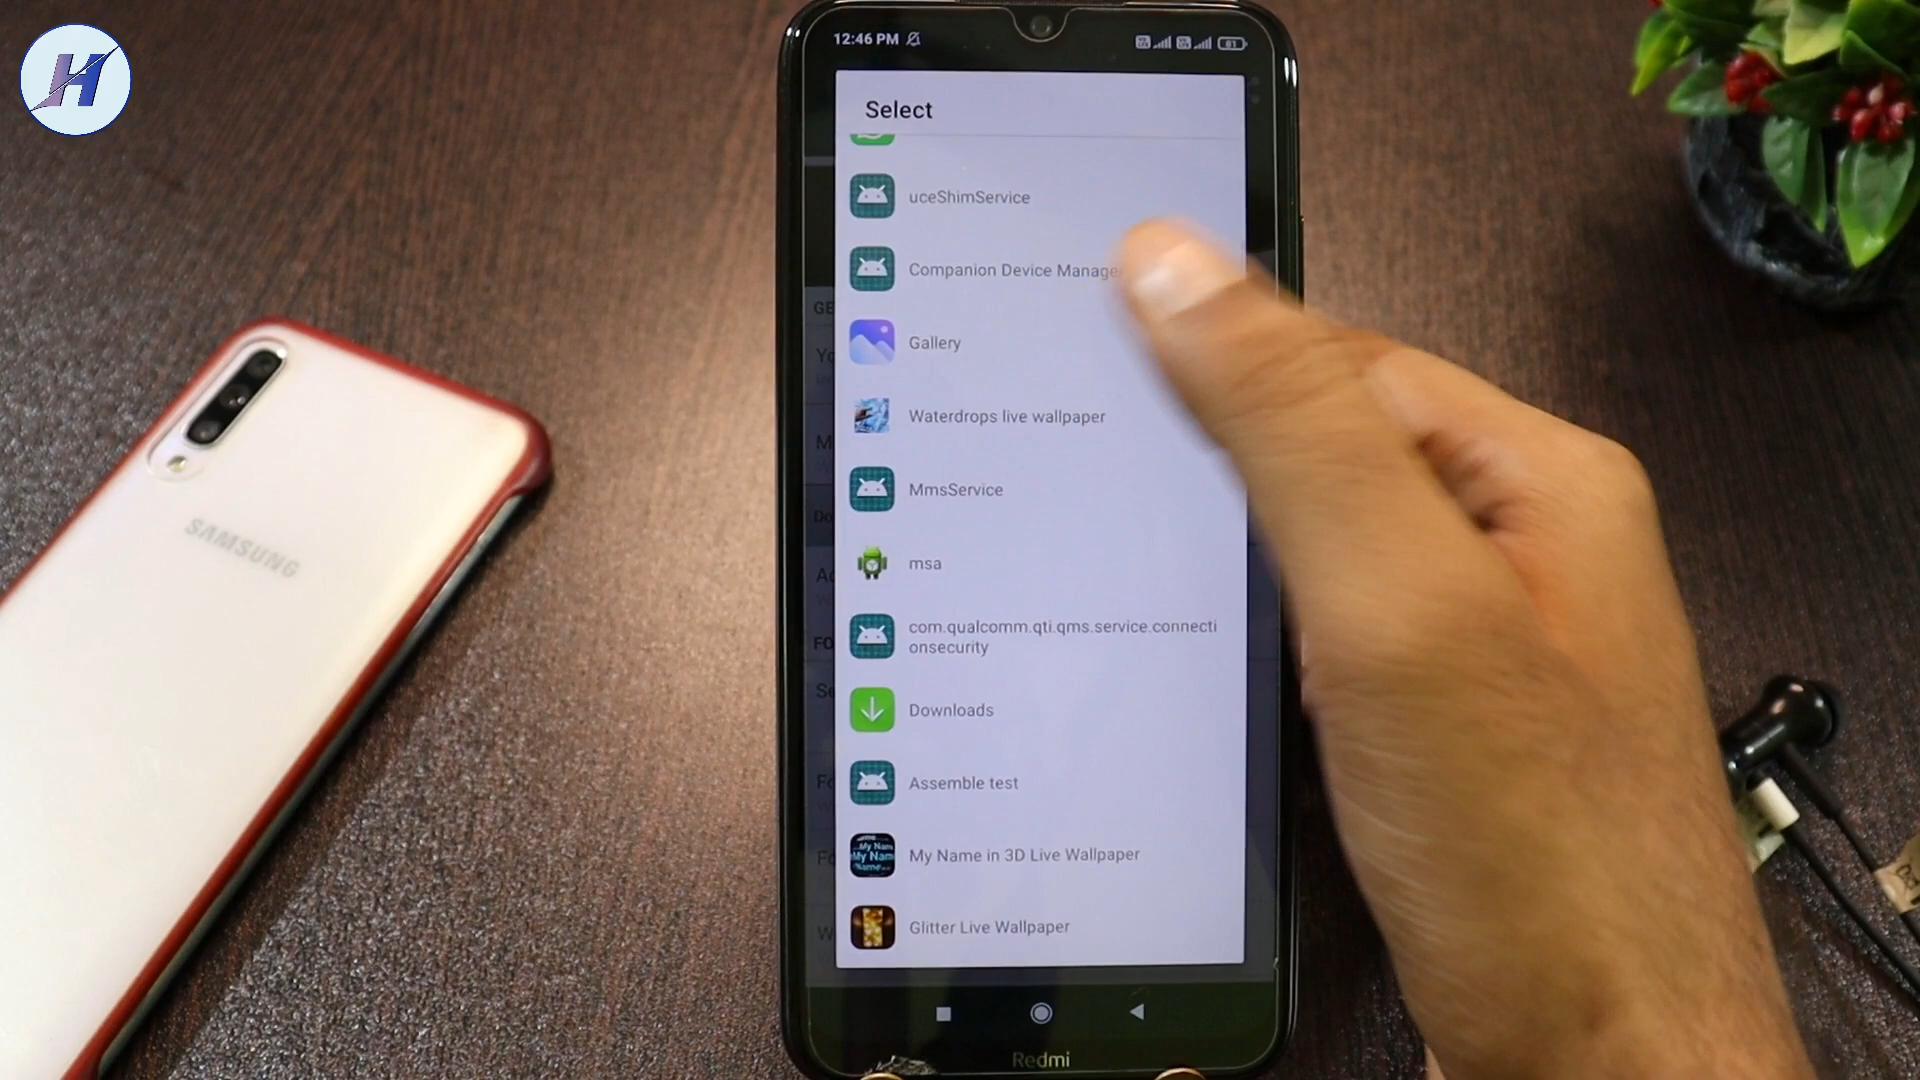 H
12:46 PM
81
Select
uceShimService
Companion Device Manage
Gallery
Waterdrops live wallpaper
MmsService
msa
com.qualcomm.qti.qms.service.connecti
onsecurity
Downloads
Assemble test
My Name in 3D Live Wallpaper
Glitter Live Wallpaper
Redmi
SAMSUNG